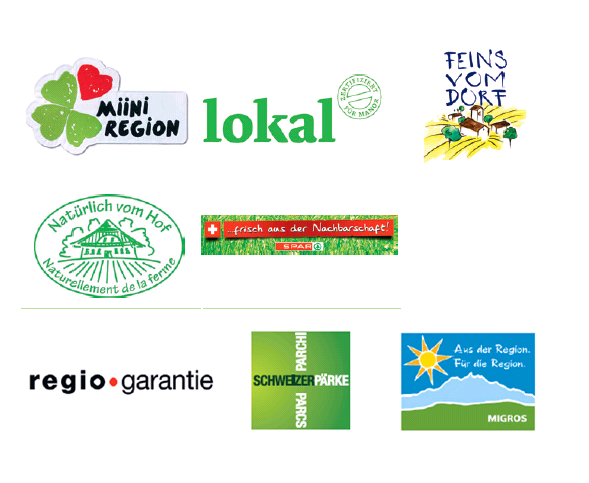 Miini
REGION
lokal
ZERTIFIZIERT
FÜR MANOR
FEIN'S
VOM
DORF
Natürlich vom Hof
Naturellement de la ferme
...frisch aus der Nachbarschaft!
SPAR
regio garantie
PARCHI
SCHWEIZER PÄRKE
PARCS
Aus der Region.
Für die Region.
MIGROS